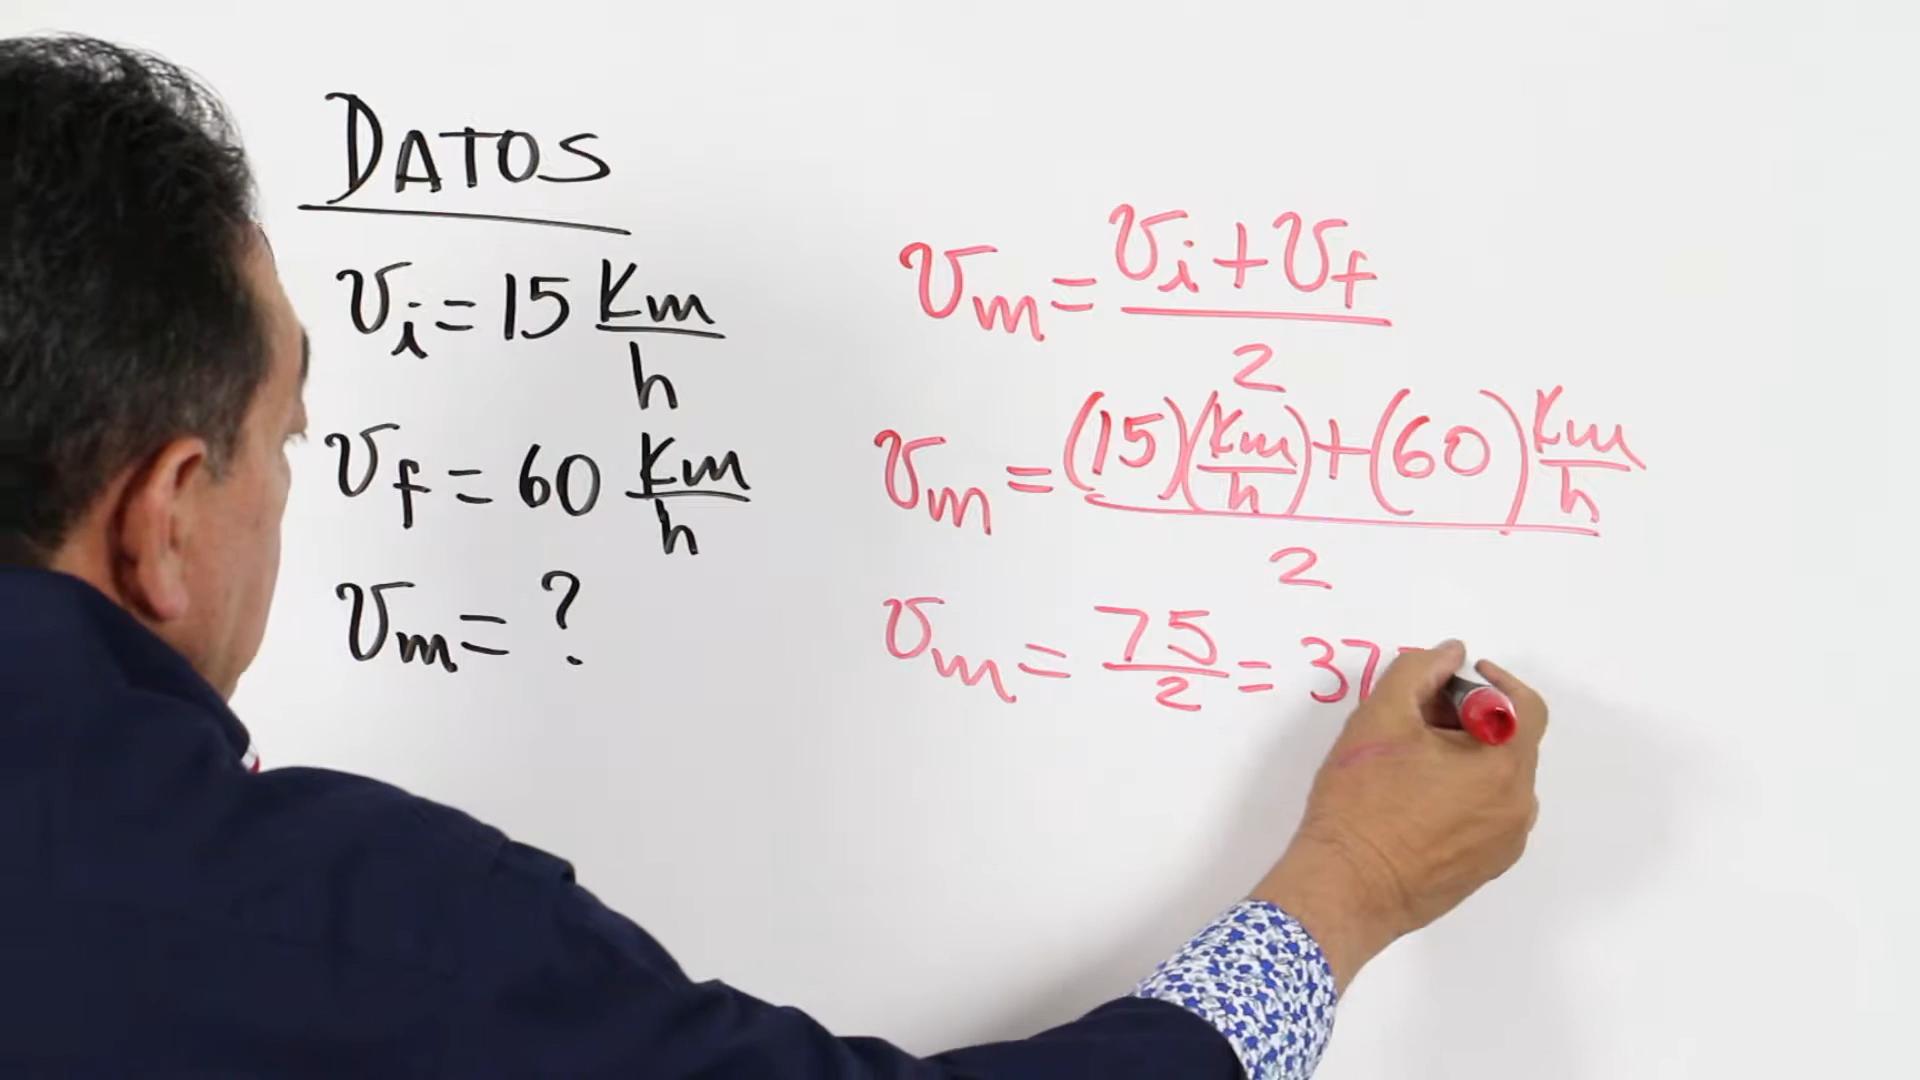 DATOS
Vi = 15 Km/h
Vf = 60 Km/h
Vm = ?
Vm = Vi + Vf / 2
Vm = (15)(Km/h) + (60) Km/h / 2
Vm = 75/2 = 37